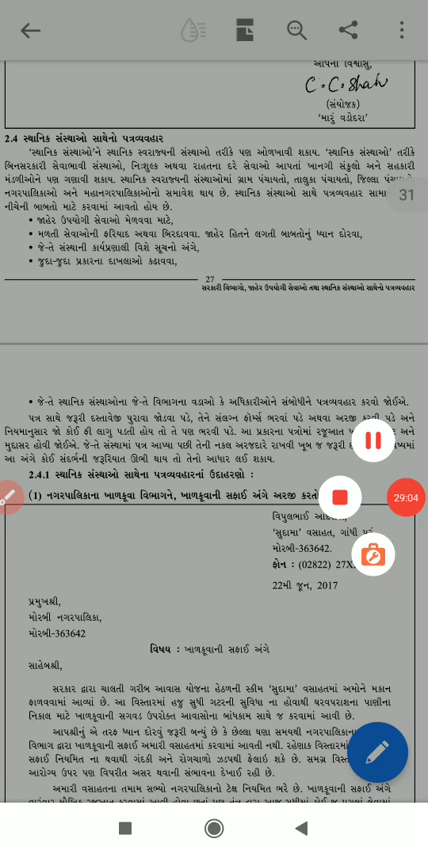 આપનો વિશ્વાસુ,
C. C. Shah
(સંયોજક)
'મારું વડોદરા'
2.4 સ્થાનિક સંસ્થાઓ સાથેનો પત્રવ્યવહાર
'સ્થાનિક સંસ્થાઓ'ને સ્થાનિક સ્વરાજ્યની સંસ્થાઓ તરીકે પણ ઓળખાવી શકાય. 'સ્થાનિક સંસ્થાઓ' તરીકે
બિનસરકારી સેવાભાવી સંસ્થાઓ, નિઃશુલ્ક અથવા રાહતના દરે સેવાઓ આપતાં ખાનગી સંકુલો અને સહકારી
મંડળીઓને પણ ગણાવી શકાય. સ્થાનિક સ્વરાજ્યની સંસ્થાઓમાં ગ્રામ પંચાયતો, તાલુકા પંચાયતો, જિલ્લા
નગરપાલિકાઓ અને મહાનગરપાલિકાઓનો સમાવેશ થાય છે. સ્થાનિક સંસ્થાઓ સાથે પત્રવ્યવહાર
31
નીચેની બાબતો માટે કરવામાં આવતો હોય છે.
• જાહેર ઉપયોગી સેવાઓ મેળવવા માટે,
• મળતી સેવાઓની ફરિયાદ અથવા બિરદાવવા. જાહેર હિતને લગતી બાબતોનું ધ્યાન દોરવા,
• જે-તે સંસ્થાની કાર્યપ્રણાલી વિશે સૂચનો અંગે,
• જુદા-જુદા પ્રકારના દાખલાઓ કઢાવવા,
27
સરકારી વિભાગો, જાહેર ઉપયોગી સેવાઓ તથા સ્થાનિક સંસ્થાઓ સાથેનો પત્રવ્યવહાર
• જે-તે સ્થાનિક સંસ્થાઓના જે-તે વિભાગના વડાઓ કે અધિકારીઓને સંબોધીને પત્રવ્યવહાર કરવો જોઈએ.
પત્ર સાથે જરૂરી દસ્તાવેજી પુરાવા જોડવા પડે, તેને સંલગ્ન ફોર્મ્સ ભરવાં પડે અથવા અરજી કરવી પડે અને
નિયમાનુસાર જો કોઈ ફી લાગુ પડતી હોય તો તે પણ ભરવી પડે. આ પ્રકારના પત્રોમાં રજૂઆત અને
મુદ્દાસર હોવી જોઈએ. જે-તે સંસ્થામાં પત્ર આપ્યા પછી તેની નકલ અરજદારે રાખવી ખૂબ જ જરૂરી
આ અંગે કોઈ સંદર્ભની જરૂરિયાત ઊભી થાય તો તેનો આધાર લઈ શકાય.
2.4.1 સ્થાનિક સંસ્થાઓ સાથેના પત્રવ્યવહારનાં ઉદાહરણો :
(1) નગરપાલિકાના ખાળકૂવા વિભાગને, ખાળકૂવાની સફાઈ અંગે અરજી
29:04
વિપુલભાઈ
'સુદામા' વસાહત, ગાંધી
મોરબી-363642.
ફોન : (02822)
22મી જૂન, 2017
પ્રમુખશ્રી,
મોરબી નગરપાલિકા,
મોરબી-363642
વિષય : ખાળકૂવાની સફાઈ અંગે
સાહેબશ્રી,
સરકાર દ્વારા ચાલતી ગરીબ આવાસ યોજના હેઠળની સ્કીમ 'સુદામા' વસાહતમાં અમોને મકાન
ફાળવવામાં આવ્યાં છે. આ વિસ્તારમાં હજુ સુધી ગટરની સુવિધા ના હોવાથી ઘરવપરાશના પાણીના
નિકાલ માટે ખાળકૂવાની સગવડ ઉપરોક્ત આવાસોના બાંધકામ સાથે જ કરવામાં આવી છે.
આપશ્રીનું એ તરફ ધ્યાન દોરવું જરૂરી બન્યું છે કે છેલ્લા ઘણા સમયથી
વિભાગ દ્વારા ખાળકૂવાની સફાઈ અમારી વસાહતમાં કરવામાં આવતી નથી. રહેણાક
સફાઈ નિયમિત ના થવાથી ગંદકી અને રોગચાળો ઝડપથી ફેલાઈ શકે છે. સમગ્ર
આરોગ્ય ઉપર પણ વિપરીત અસર થવાની સંભાવના દેખાઈ રહી છે.
અમારી વસાહતના તમામ સભ્યો નગરપાલિકાનો ટેક્ષ નિયમિત ભરે છે. ખાળકૂવાની સફાઈ અંગે